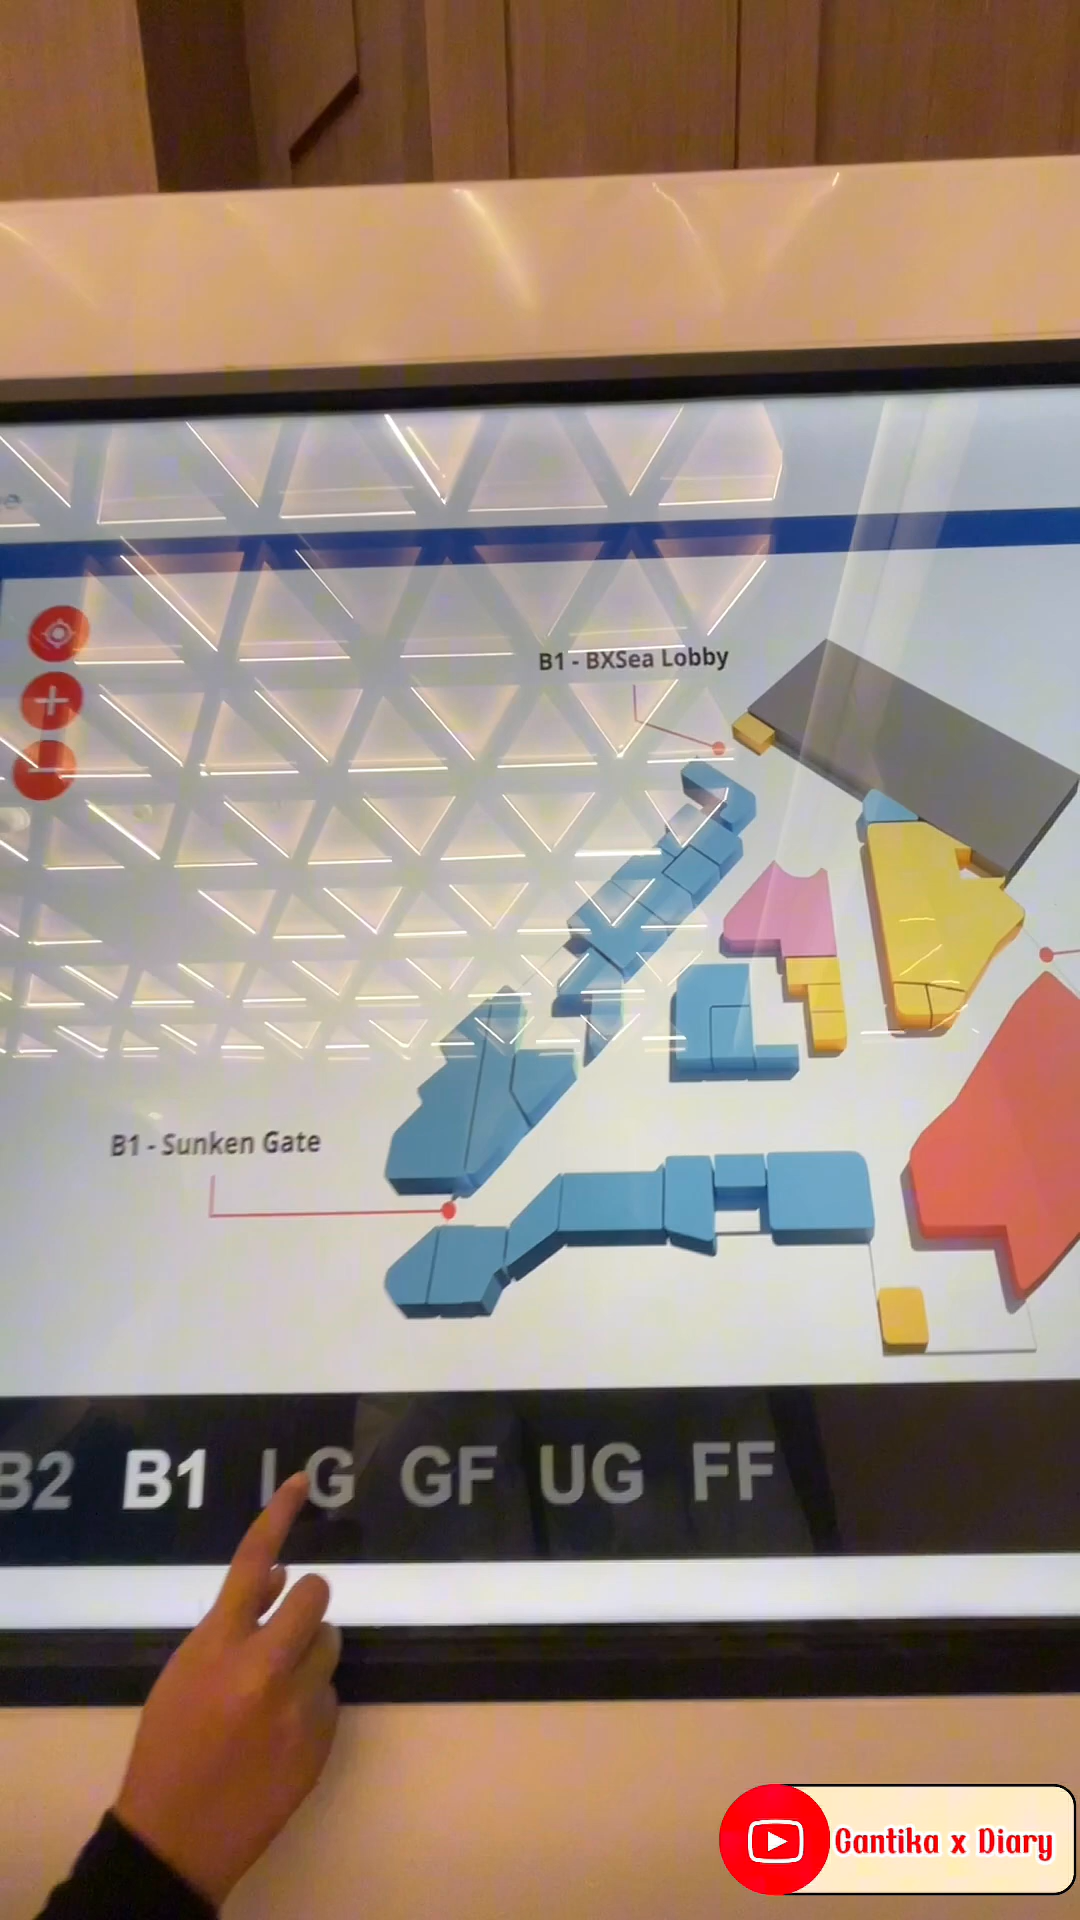 B1 - BXSea Lobby
B1 - Sunken Gate
B2 B1 LG GF UG FF
Gantika x Diary